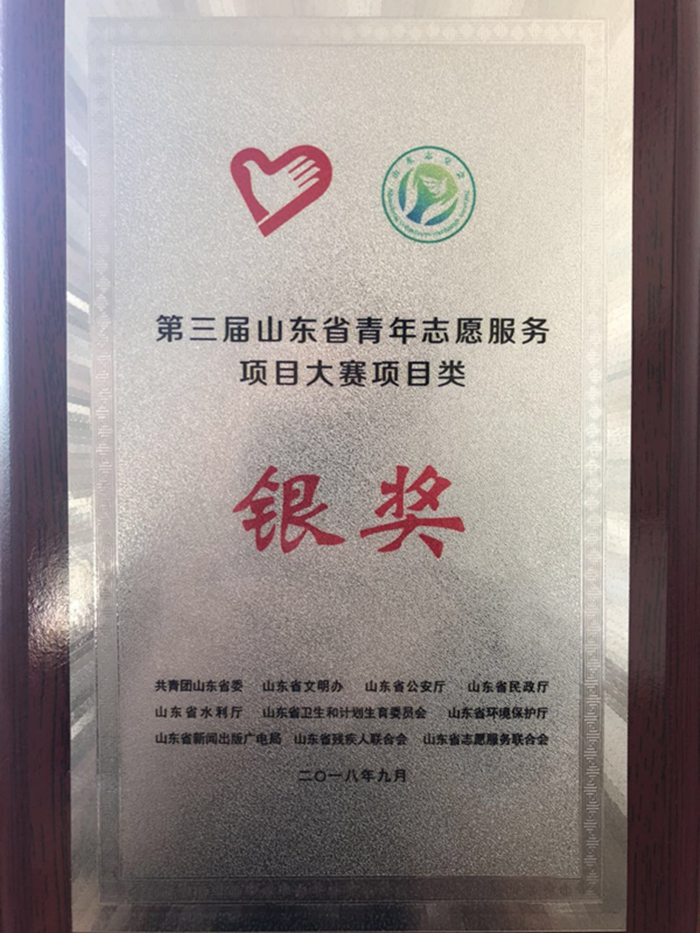 山东志愿会
第三届山东省青年志愿服务
项目大赛项目类
银奖
共青团山东省委 山东省文明办 山东省公安厅 山东省民政厅
山东省水利厅 山东省卫生和计划生育委员会 山东省环境保护厅
山东省新闻出版广电局 山东省残疾人联合会 山东省志愿服务联合会
二〇一八年九月